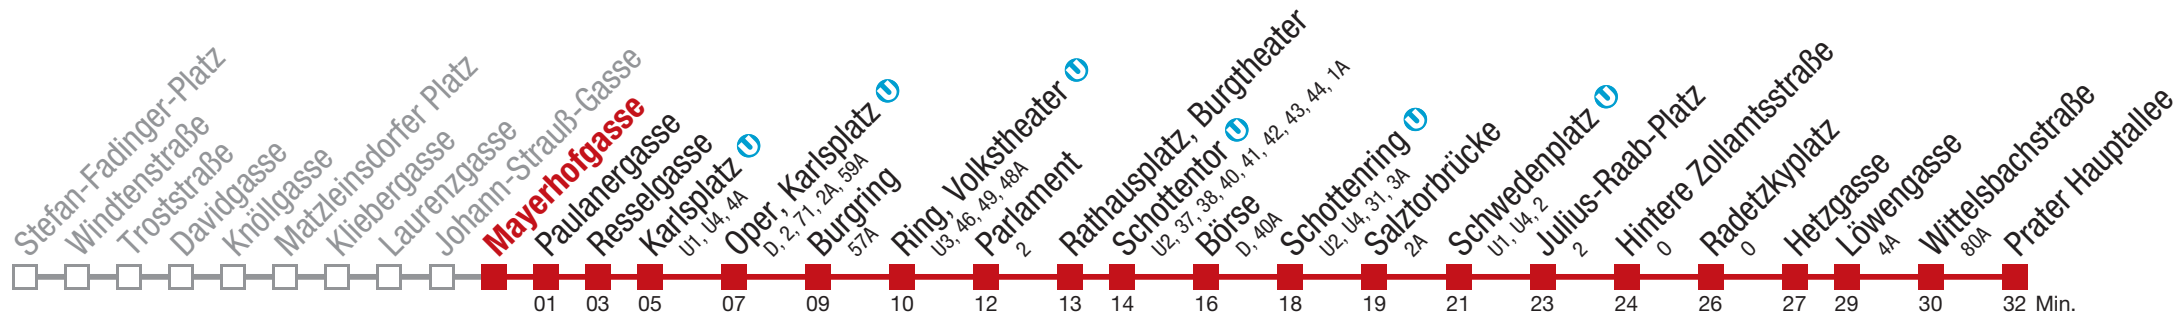 Stefan-Fadinger-Platz
Windtenstraße
Troststraße
Davidgasse
Knöllgasse
Matzleinsdorfer Platz
Kliebergasse
Laurenzgasse
Johann-Strauß-Gasse
Mayerhofgasse
Paulanergasse
Resselgasse
Karlsplatz U
U1, U4, 4A
Oper, Karlsplatz U
D, 2, 71, 2A, 59A
Burgring
57A
Ring, Volkstheater U
U3, 46, 49, 48A
Parlament
2
Rathausplatz, Burgtheater
Schottentor U
U2, 37, 38, 40, 41, 42, 43, 44, 1A
Börse
D, 40A
Schottenring U
U2, U4, 31, 3A
Salztorbrücke
2A
Schwedenplatz U
U1, U4, 2
Julius-Raab-Platz
2
Hintere Zollamtsstraße
O
Radetzkyplatz
O
Hetzgasse
Löwengasse
4A
Wittelsbachstraße
80A
Prater Hauptallee
01 03 05 07 09 10 12 13 14 16 18 19 21 23 24 26 27 29 30 32 Min.